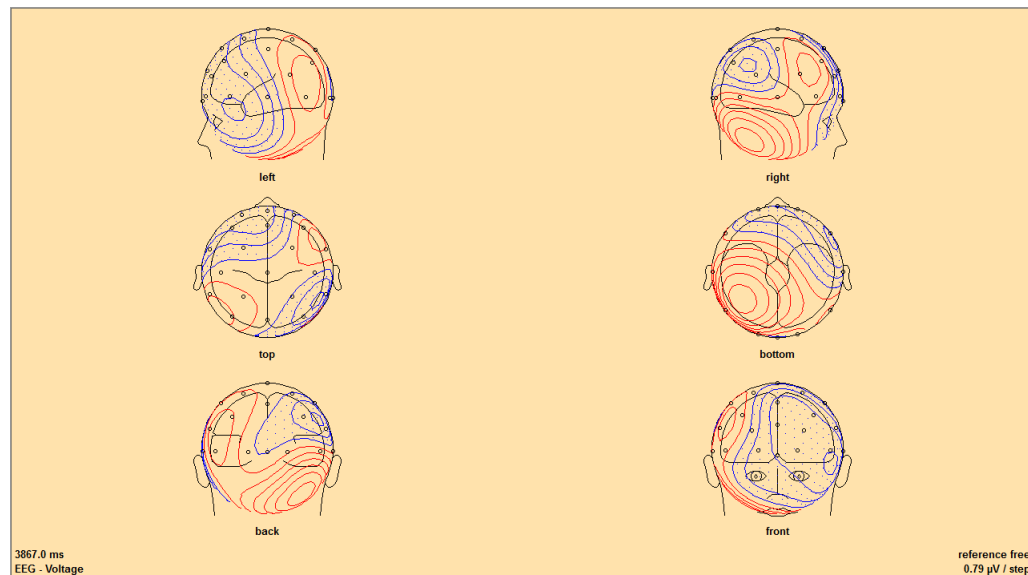 left
right
top
bottom
back
front
3867.0 ms
EEG - Voltage
reference free
0.79 µV / step